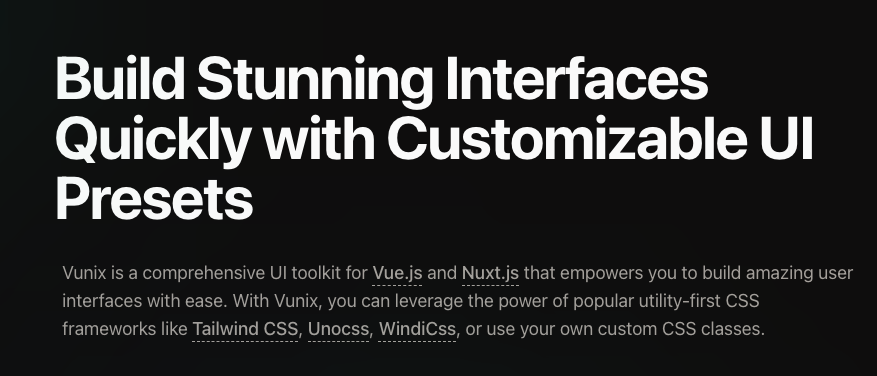 Build Stunning Interfaces
Quickly with Customizable UI
Presets
Vunix is a comprehensive UI toolkit for Vue.js and Nuxt.js that empowers you to build amazing user
interfaces with ease. With Vunix, you can leverage the power of popular utility-first CSS
frameworks like Tailwind CSS, Unocss, WindiCss, or use your own custom CSS classes.